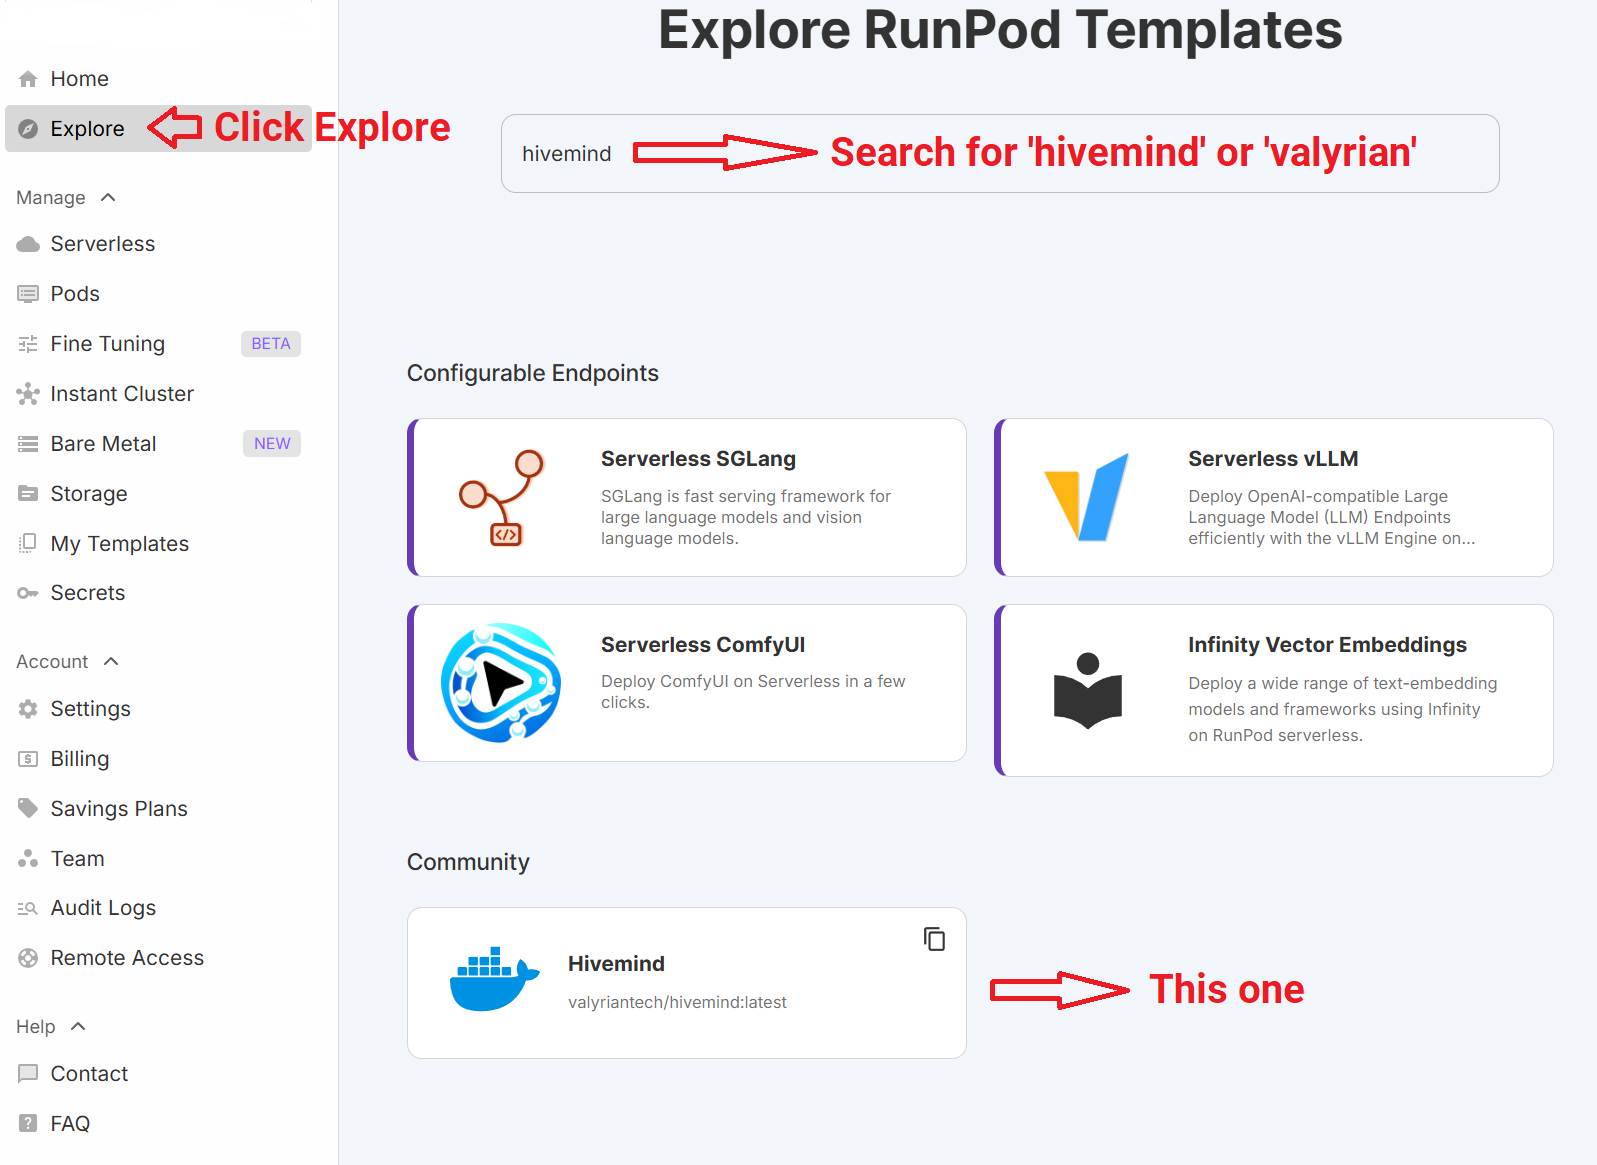 Home
Explore
Click Explore
Manage
Serverless
Pods
Fine Tuning BETA
Instant Cluster
Bare Metal NEW
Storage
My Templates
Secrets
Account
Settings
Billing
Savings Plans
Team
Audit Logs
Remote Access
Help
Contact
FAQ
Explore RunPod Templates
hivemind
Search for 'hivemind' or 'valyrian'
Configurable Endpoints
Serverless SGLang
SGLang is fast serving framework for
large language models and vision
language models.
Serverless vLLM
Deploy OpenAI-compatible Large
Language Model (LLM) Endpoints
efficiently with the vLLM Engine on...
Serverless ComfyUI
Deploy ComfyUI on Serverless in a few
clicks.
Infinity Vector Embeddings
Deploy a wide range of text-embedding
models and frameworks using Infinity
on RunPod serverless.
Community
Hivemind
valyriantech/hivemind:latest
This one